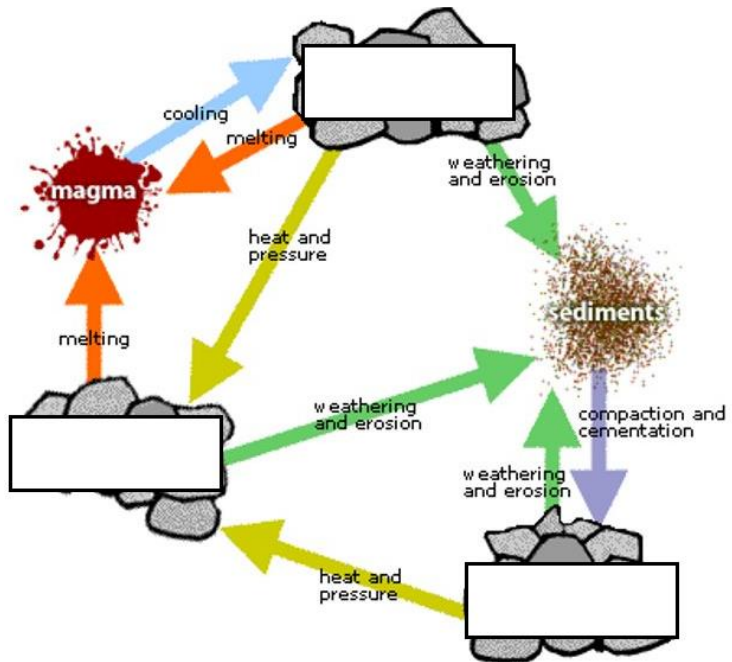 cooling
melting
weathering
and erosion
magma
heat and
pressure
sediments
melting
weathering
and erosion
compaction and
cementation
weathering
and erosion
heat and
pressure